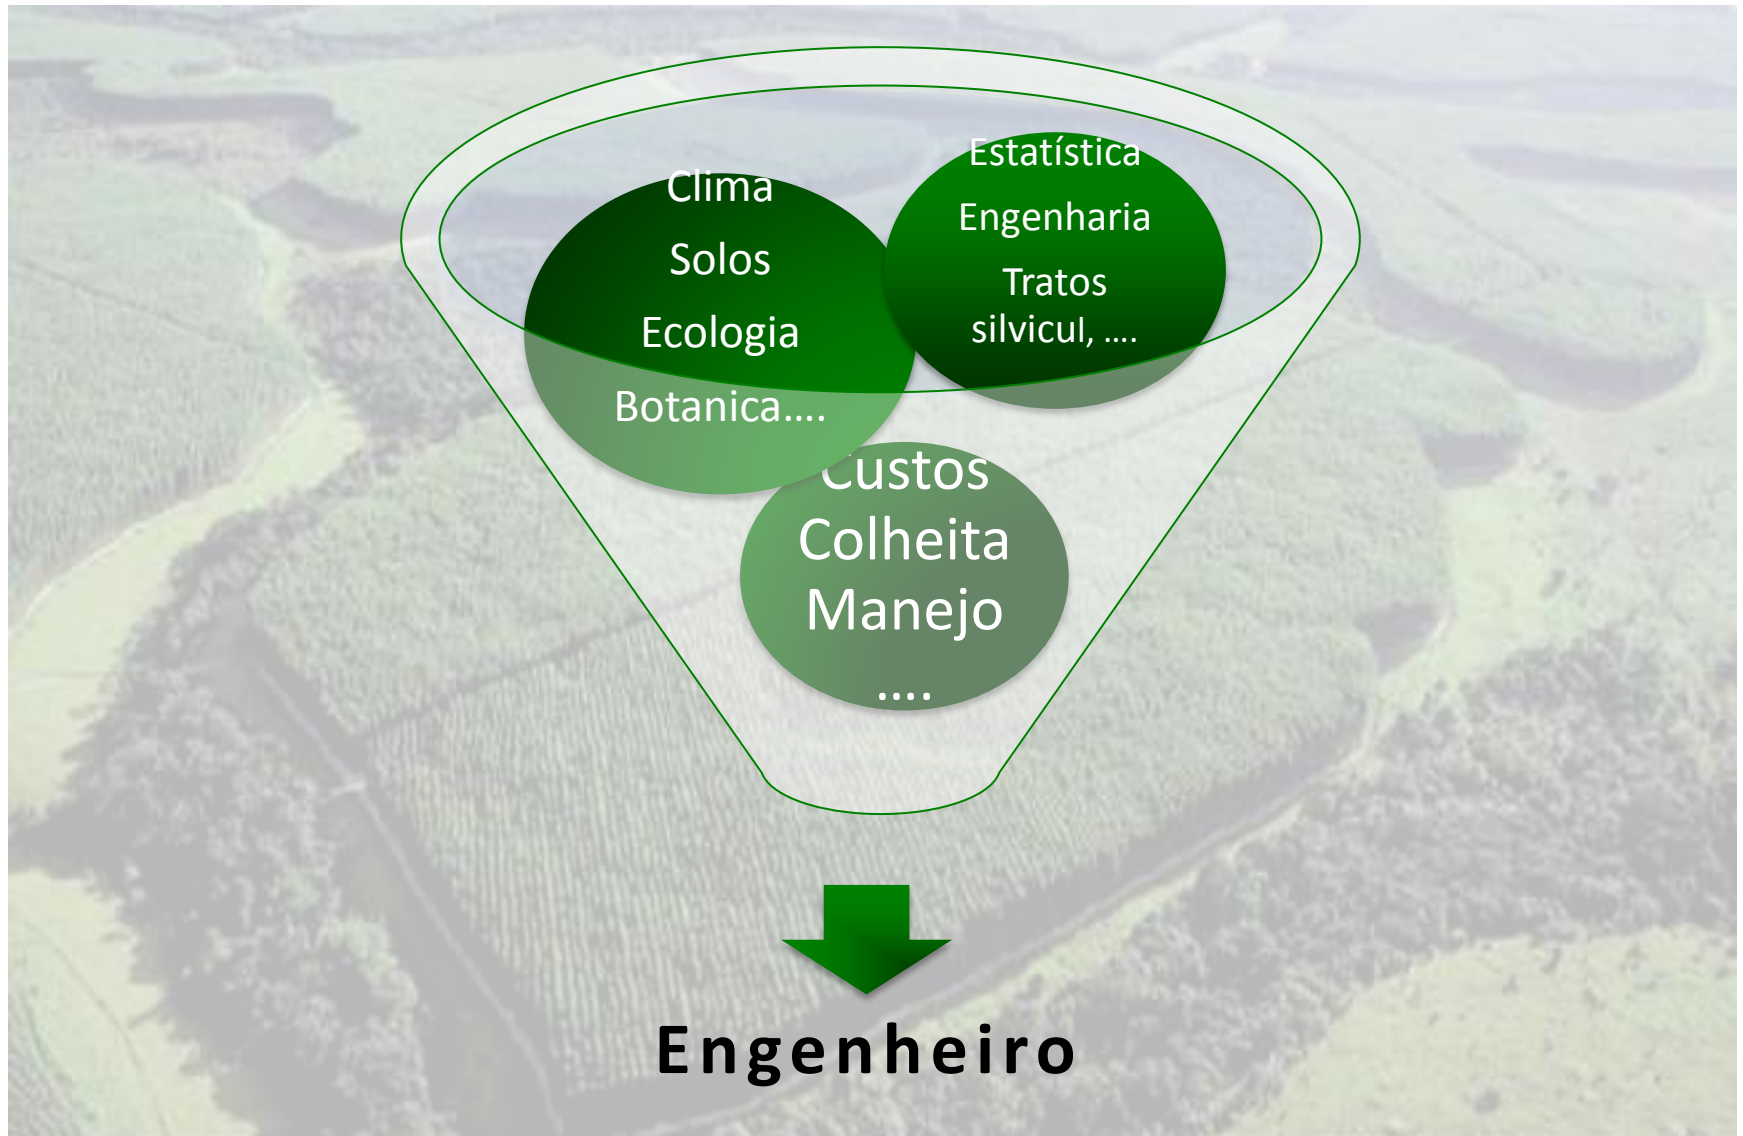 Clima
Solos
Ecologia
Botanica....
Estatística
Engenharia
Tratos
silvicul, ....
Custos
Colheita
Manejo
....
Engenheiro